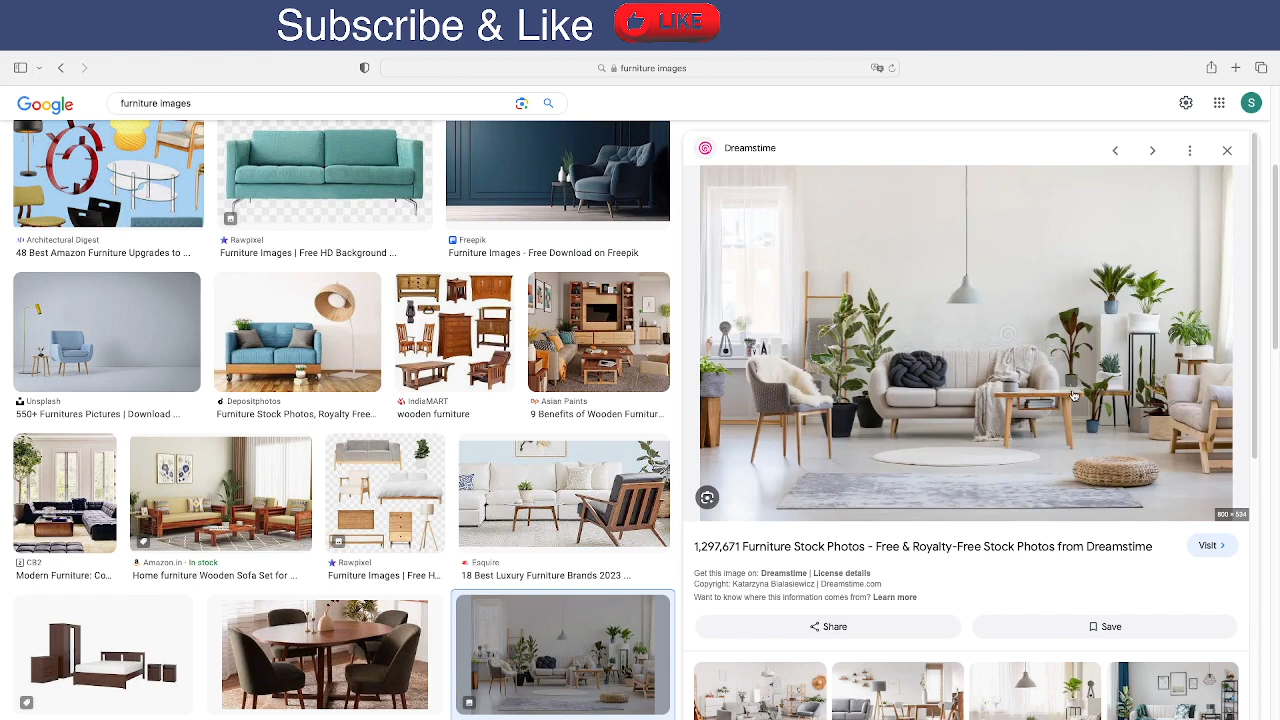 Subscribe & Like
LIKE
furniture images
Google
furniture images
S
Architectural Digest
48 Best Amazon Furniture Upgrades to ...
Rawpixel
Furniture Images | Free HD Background ...
Freepik
Furniture Images - Free Download on Freepik
Unsplash
550+ Furnitures Pictures | Download ...
Depositphotos
Furniture Stock Photos, Royalty Free...
IndiaMART
wooden furniture
Asian Paints
9 Benefits of Wooden Furnitur...
CB2
Modern Furniture: Co...
Amazon.in · In stock
Home furniture Wooden Sofa Set for ...
Rawpixel
Furniture Images | Free H...
Esquire
18 Best Luxury Furniture Brands 2023 ...
Dreamstime
800 × 534
1,297,671 Furniture Stock Photos - Free & Royalty-Free Stock Photos from Dreamstime
Visit
Get this image on: Dreamstime | License details
Copyright: Katarzyna Bialasiewicz | Dreamstime.com
Want to know where this information comes from? Learn more
Share
Save